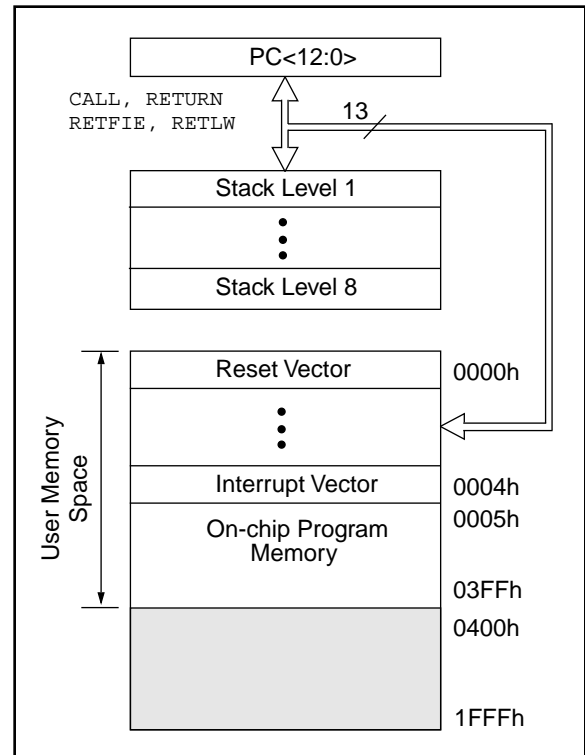 PC<12:0>
CALL, RETURN
RETFIE, RETLW
13
Stack Level 1
Stack Level 8
User Memory
Space
Reset Vector
0000h
Interrupt Vector
0004h
On-chip Program
Memory
0005h
03FFh
0400h
1FFFh